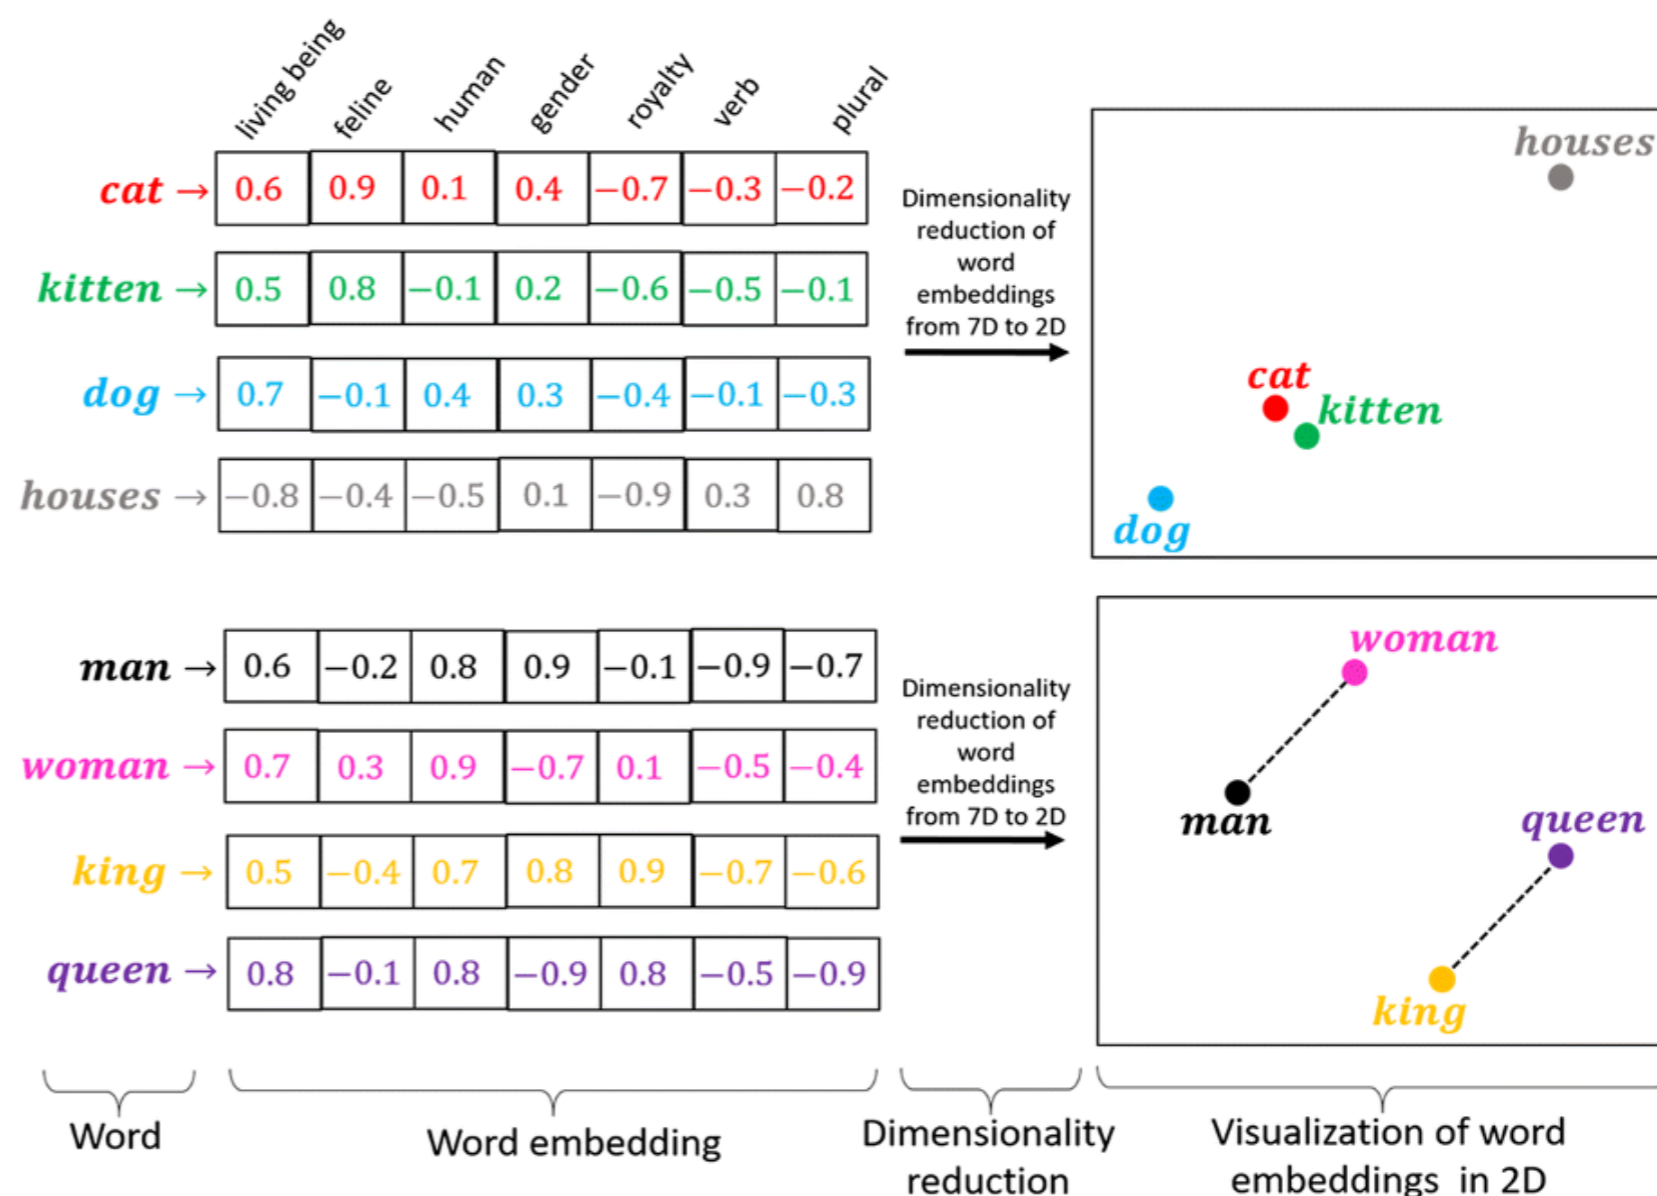 living being feline human gender royalty verb plural
cat → 0.6 0.9 0.1 0.4 −0.7 −0.3 −0.2
kitten → 0.5 0.8 −0.1 0.2 −0.6 −0.5 −0.1
dog → 0.7 −0.1 0.4 0.3 −0.4 −0.1 −0.3
houses → −0.8 −0.4 −0.5 0.1 −0.9 0.3 0.8
Dimensionality
reduction of
word
embeddings
from 7D to 2D
houses
cat
kitten
dog
man → 0.6 −0.2 0.8 0.9 −0.1 −0.9 −0.7
woman → 0.7 0.3 0.9 −0.7 0.1 −0.5 −0.4
king → 0.5 −0.4 0.7 0.8 0.9 −0.7 −0.6
queen → 0.8 −0.1 0.8 −0.9 0.8 −0.5 −0.9
Dimensionality
reduction of
word
embeddings
from 7D to 2D
woman
man
queen
king
Word
Word embedding
Dimensionality
reduction
Visualization of word
embeddings in 2D